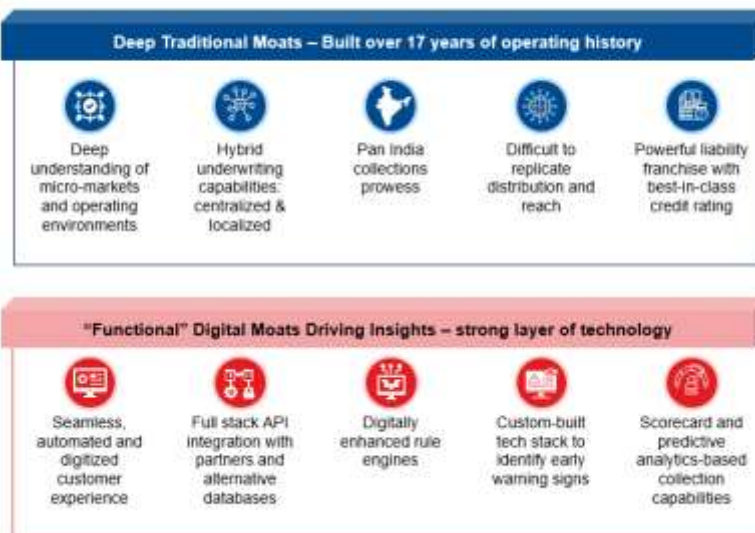 Deep Traditional Moats – Built over 17 years of operating history
Deep
understanding of
micro-markets
and operating
environments
Hybrid
underwriting
capabilities:
centralized &
localized
Pan India
collections
prowess
Difficult to
replicate
distribution and
reach
Powerful liability
franchise with
best-in-class
credit rating
"Functional" Digital Moats Driving Insights – strong layer of technology
Seamless,
automated and
digitized
customer
experience
Full stack API
integration with
partners and
alternative
databases
Digitally
enhanced rule
engines
Custom-built
tech stack to
identify early
warning signs
Scorecard and
predictive
analytics-based
collection
capabilities